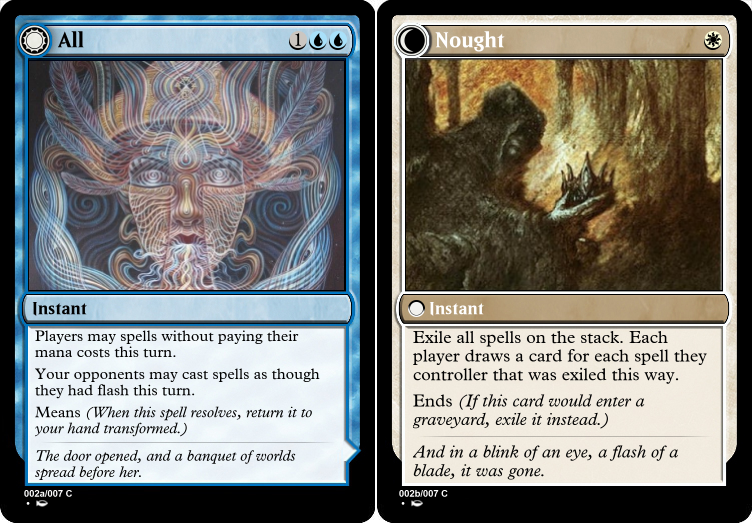 All
1
Instant
Players may spells without paying their
mana costs this turn.
Your opponents may cast spells as though
they had flash this turn.
Means (When this spell resolves, return it to
your hand transformed.)
The door opened, and a banquet of worlds
spread before her.
002a/007 C
Nought
Instant
Exile all spells on the stack. Each
player draws a card for each spell they
controller that was exiled this way.
Ends (If this card would enter a
graveyard, exile it instead.)
And in a blink of an eye, a flash of a
blade, it was gone.
002b/007 C